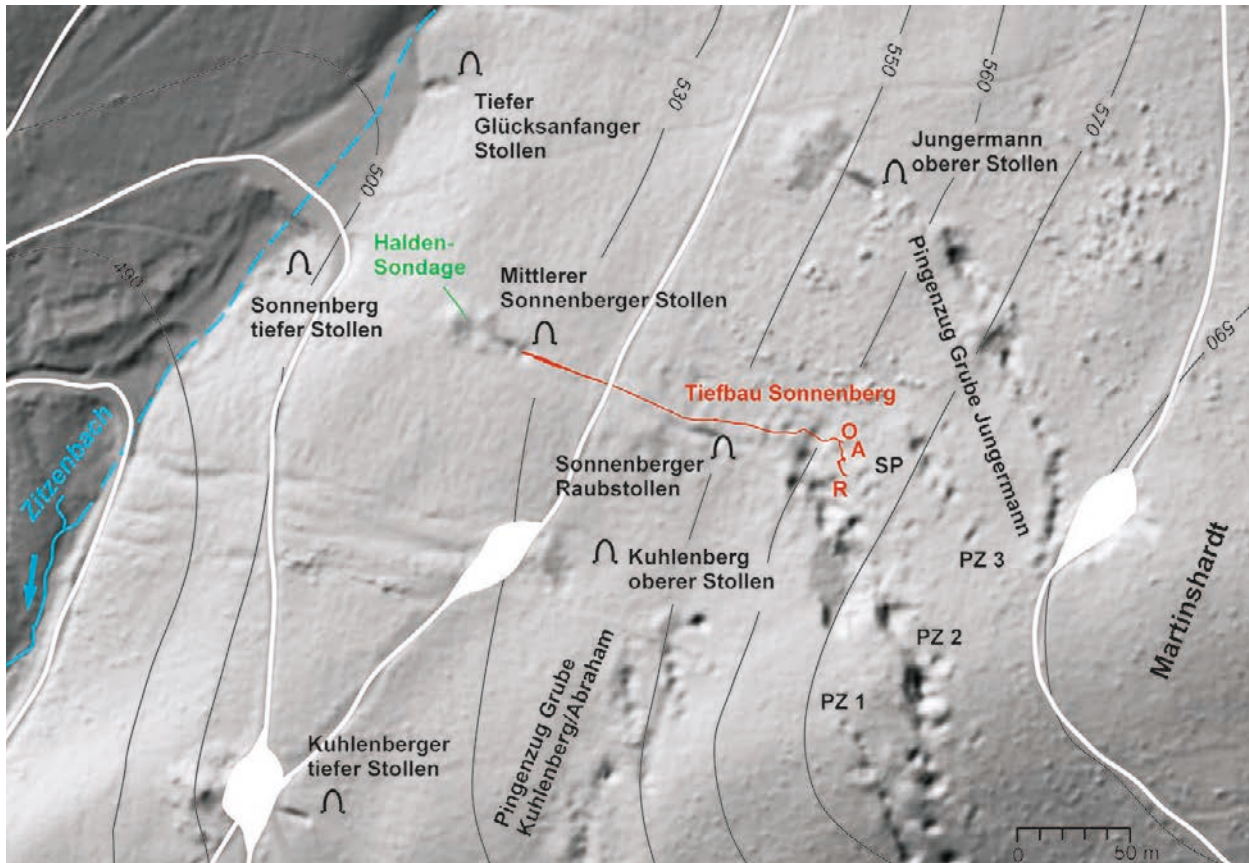 550
560
530
570
Tiefer
Glücksanfanger
Stollen
Jungermann
oberer Stollen
500
Halden-
Sondage
490
Mittlerer
Sonnenberger Stollen
Sonnenberg
tiefer Stollen
Pingenzug Grube Jungermann
590
Tiefbau Sonnenberg
O
A
R
SP
Zitzenbach
Sonnenberger
Raubstollen
Kuhlenberg
oberer Stollen
PZ 3
Martinshardt
PZ 2
PZ 1
Pingenzug Grube
Kuhlenberg/Abraham
Kuhlenberger
tiefer Stollen
0 50 m